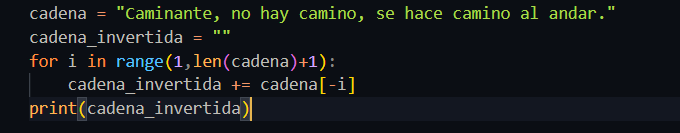 cadena = "Caminante, no hay camino, se hace camino al andar."
cadena_invertida = ""
for i in range(1,len(cadena)+1):
    cadena_invertida += cadena[-i]
print(cadena_invertida)